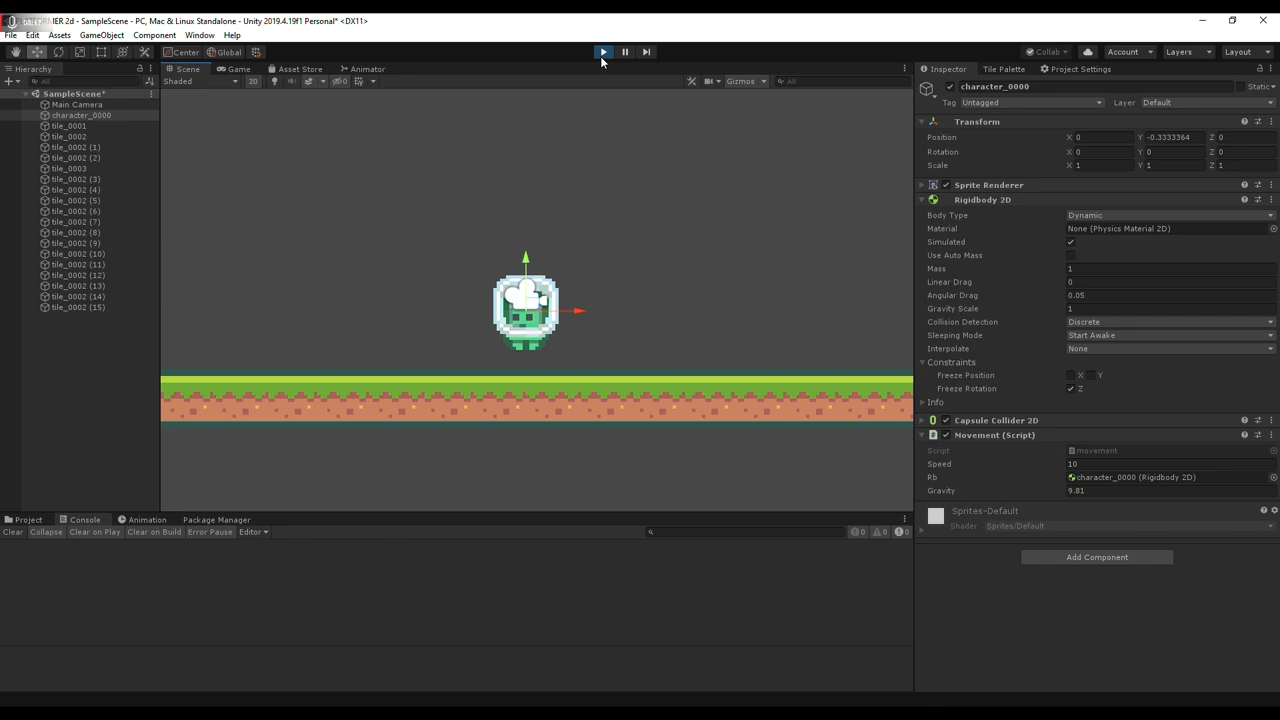 RMER 2d - SampleScene - PC, Mac & Linux Standalone - Unity 2019.4.19f1 Personal* <DX11>
File Edit Assets GameObject Component Window Help
Center Global Collab Account Layers Layout
Hierarchy Scene Game Asset Store Animator Inspector Tile Palette Project Settings
All Shaded 2D 0 Gizmos All
character_0000 Static
SampleScene*
Main Camera
character_0000
tile_0001
tile_0002
tile_0002 (1)
tile_0002 (2)
tile_0003
tile_0002 (3)
tile_0002 (4)
tile_0002 (5)
tile_0002 (6)
tile_0002 (7)
tile_0002 (8)
tile_0002 (9)
tile_0002 (10)
tile_0002 (11)
tile_0002 (12)
tile_0002 (13)
tile_0002 (14)
tile_0002 (15)
Tag Untagged Layer Default
Transform
Position X 0 Y -0.3333364 Z 0
Rotation X 0 Y 0 Z 0
Scale X 1 Y 1 Z 1
Sprite Renderer
Rigidbody 2D
Body Type Dynamic
Material None (Physics Material 2D)
Simulated
Use Auto Mass
Mass 1
Linear Drag 0
Angular Drag 0.05
Gravity Scale 1
Collision Detection Discrete
Sleeping Mode Start Awake
Interpolate None
Constraints
Freeze Position X Y
Freeze Rotation Z
Info
Capsule Collider 2D
Movement (Script)
Script movement
Speed 10
Rb character_0000 (Rigidbody 2D)
Gravity 9.81
Sprites-Default
Shader Sprites/Default
Add Component
Project Console Animation Package Manager
Clear Collapse Clear on Play Clear on Build Error Pause Editor 0 0 0